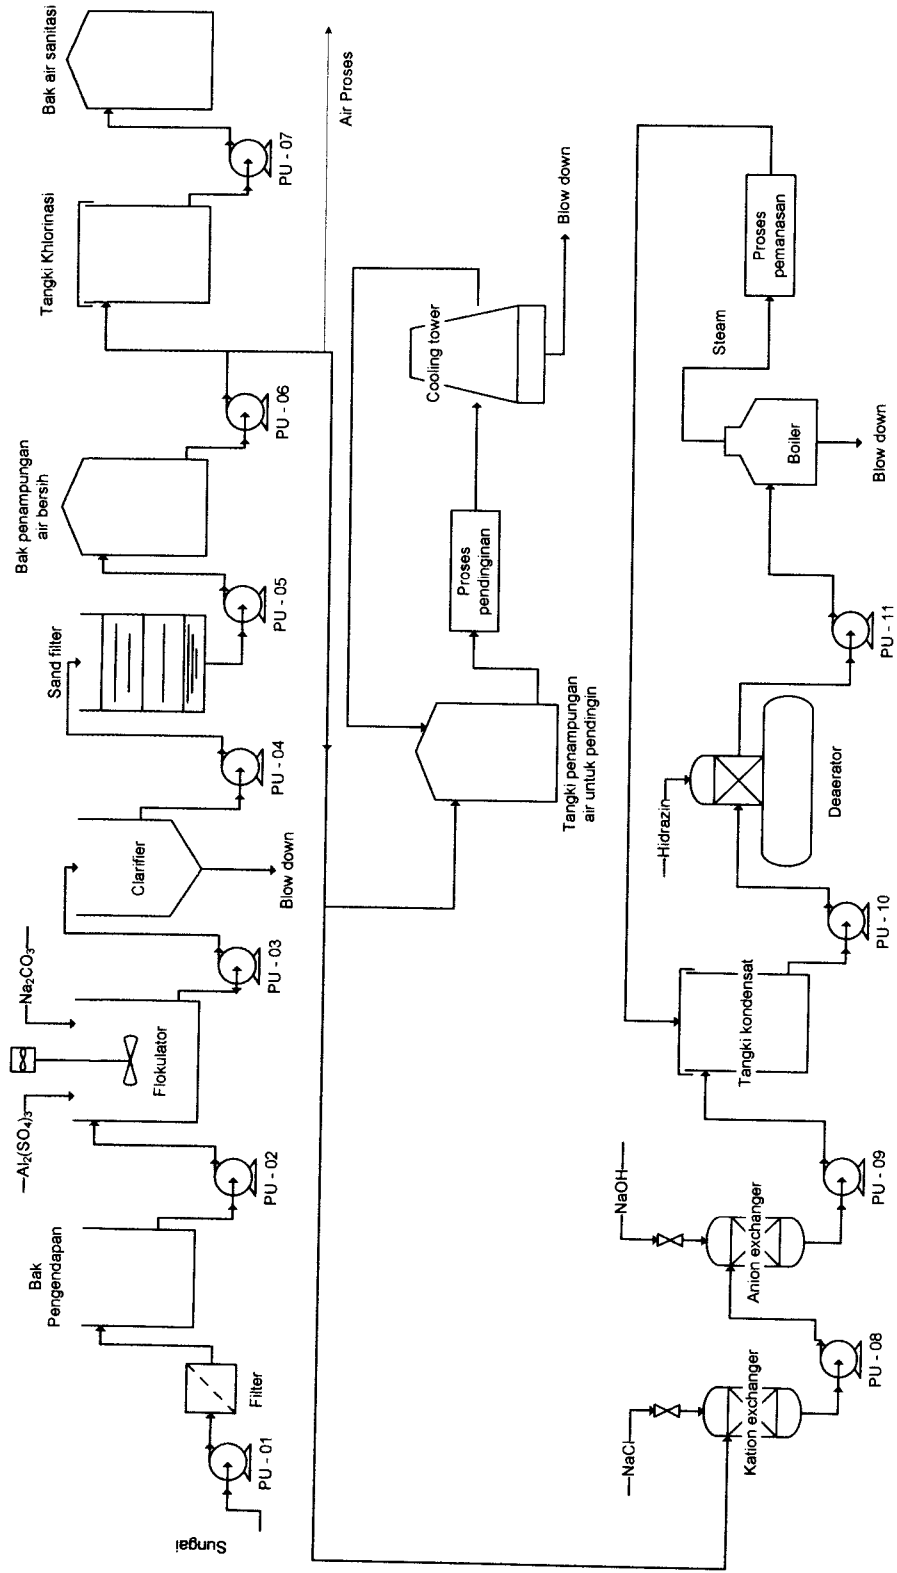 Sungai
PU - 01
Filter
Bak
Pengendapan
PU - 02
Al₂(SO₄)₃
Na₂CO₃
Flokulator
PU - 03
Clarifier
Blow down
PU - 04
Sand filter
PU - 05
Bak penampungan
air bersih
PU - 06
Tangki Khlorinasi
PU - 07
Bak air sanitasi
Air Proses
Tangki penampungan
air untuk pendingin
Proses
pendinginan
Cooling tower
Blow down
NaCl
Kation exchanger
PU - 08
NaOH
Anion exchanger
PU - 09
Tangki kondensat
PU - 10
Hidrazin
Deaerator
PU - 11
Boiler
Blow down
Steam
Proses
pemanasan